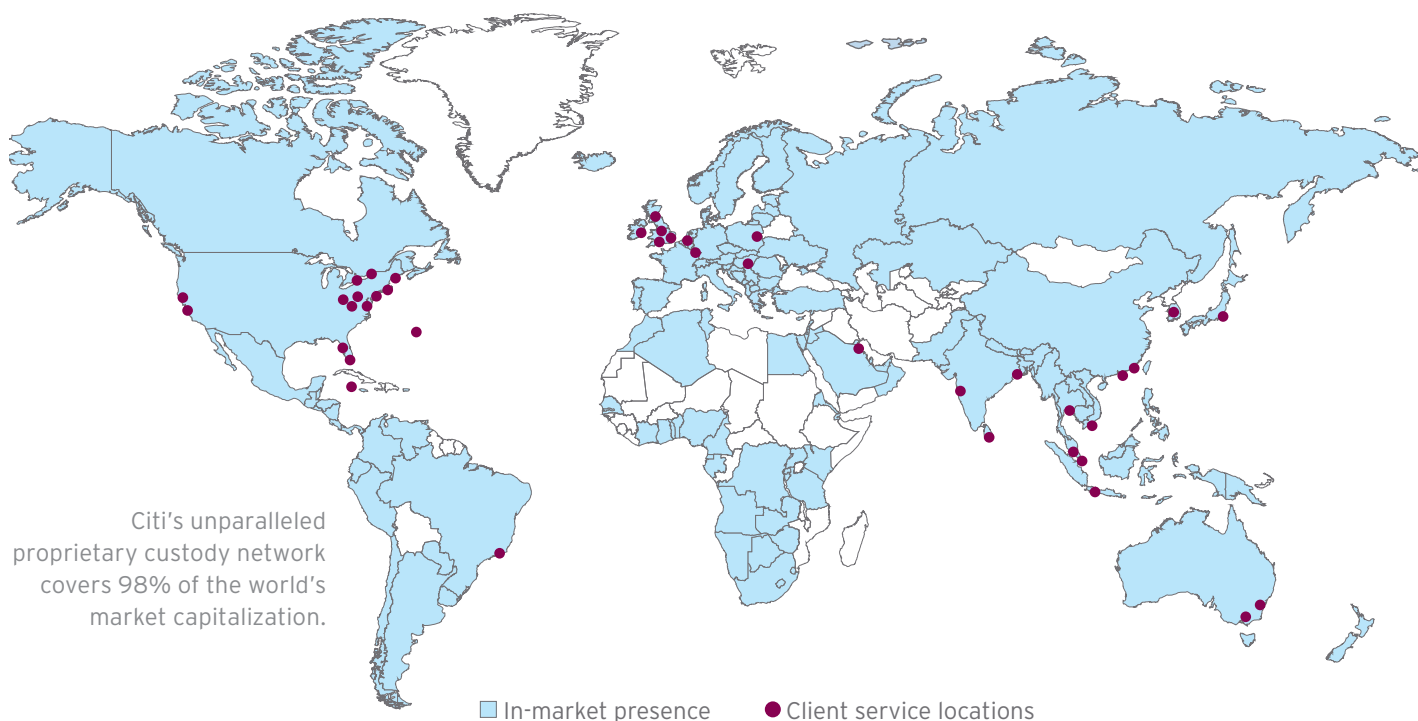 Citi's unparalleled
proprietary custody network
covers 98% of the world's
market capitalization.
In-market presence
Client service locations